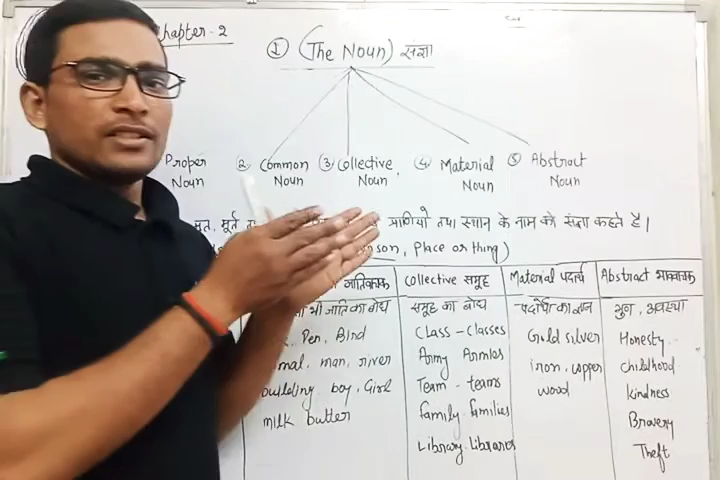 Chapter-2
① (The Noun) संज्ञा
Proper Noun
② Common Noun
③ Collective Noun
④ Material Noun
⑤ Abstract Noun
प्राणीयो तथा स्थान के नाम को संज्ञा कहते है।
Place or thing)
जातिवाचक Collective समूह Material पदार्थ Abstract भाववाचक
भी जाति का बोध समूह का बोध पदार्थो का ज्ञान गुन, अवस्था
Pen, Bird Class - Classes Gold silver Honesty
man, river Army Armies iron, copper childhood
building boy, Girl Team - teams wood kindness
milk butter family-families Bravery
Library-Libraries Theft